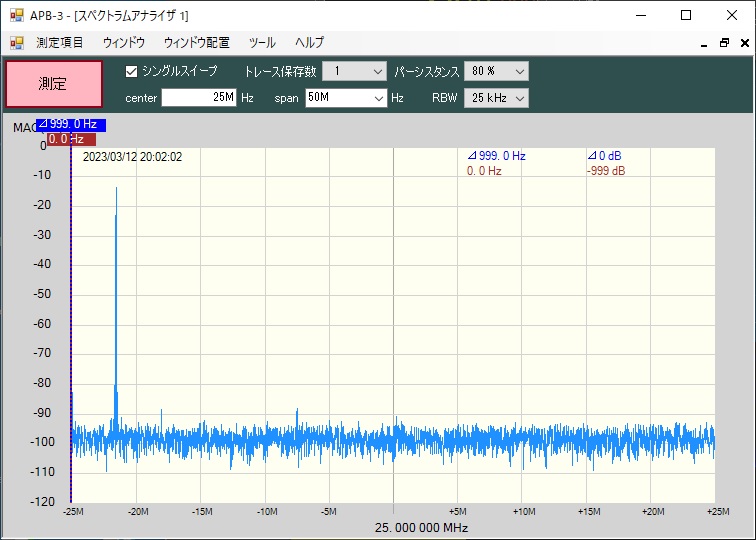 APB-3 - [スペクトラムアナライザ 1]
測定項目 ウィンドウ ウィンドウ配置 ツール ヘルプ
測定 シングルスイープ トレース保存数 1 パーシスタンス 80 %
center 25M Hz span 50M Hz RBW 25 kHz
MAG ⊿999. 0 Hz
0. 0 Hz
0
2023/03/12 20:02:02 ⊿999. 0 Hz ⊿0 dB
0. 0 Hz -999 dB
-10
-20
-30
-40
-50
-60
-70
-80
-90
-100
-110
-120
-25M -20M -15M -10M -5M 0 +5M +10M +15M +20M +25M
25. 000 000 MHz